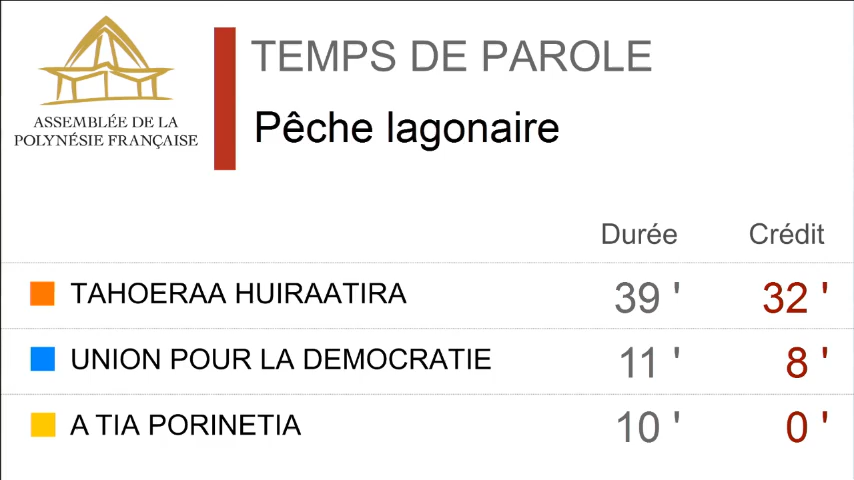 ASSEMBLÉE DE LA
POLYNÉSIE FRANÇAISE
TEMPS DE PAROLE
Pêche lagonaire
Durée Crédit
TAHOERAA HUIRAATIRA 39 ' 32 '
UNION POUR LA DEMOCRATIE 11 ' 8 '
A TIA PORINETIA 10 ' 0 '